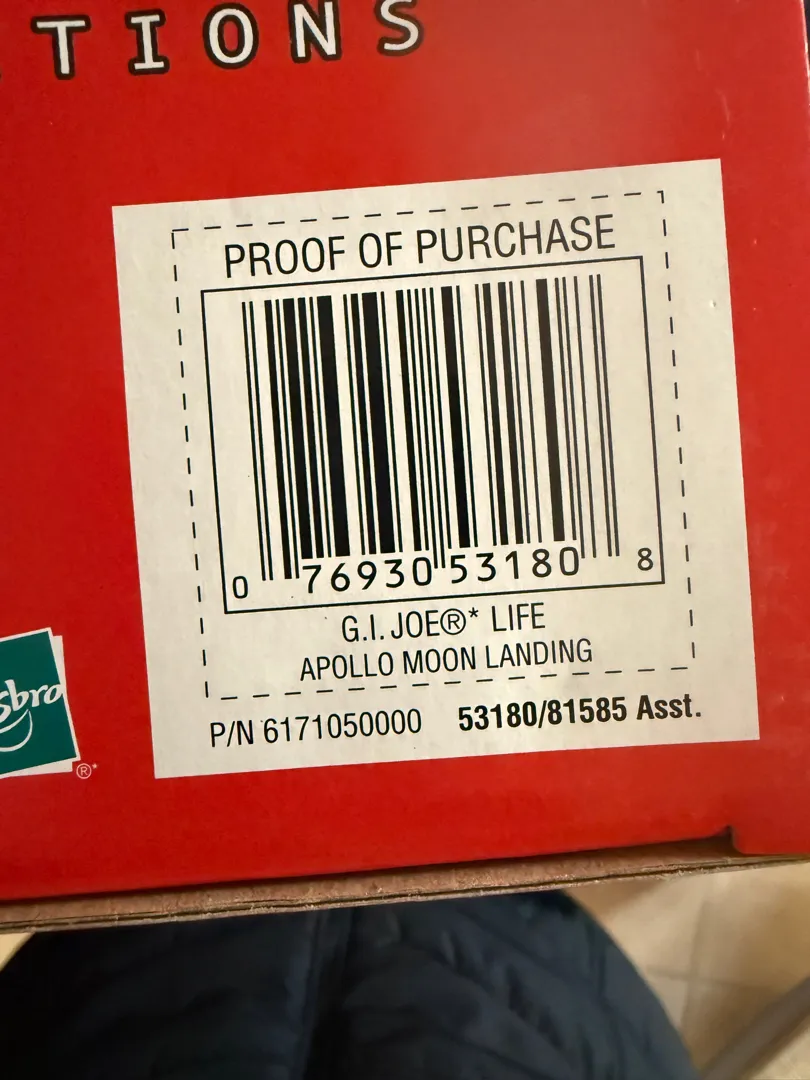 TIONS
PROOF OF PURCHASE
0 76930 53180 8
G.I. JOE®* LIFE
APOLLO MOON LANDING
P/N 6171050000 53180/81585 Asst.
sbro
®*